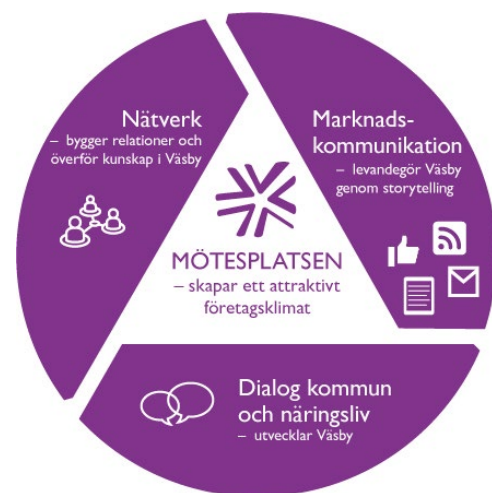 Nätverk
– bygger relationer och
överför kunskap i Väsby
Marknads-
kommunikation
– levandegör Väsby
genom storytelling
MÖTESPLATSEN
– skapar ett attraktivt
företagsklimat
Dialog kommun
och näringsliv
– utvecklar Väsby